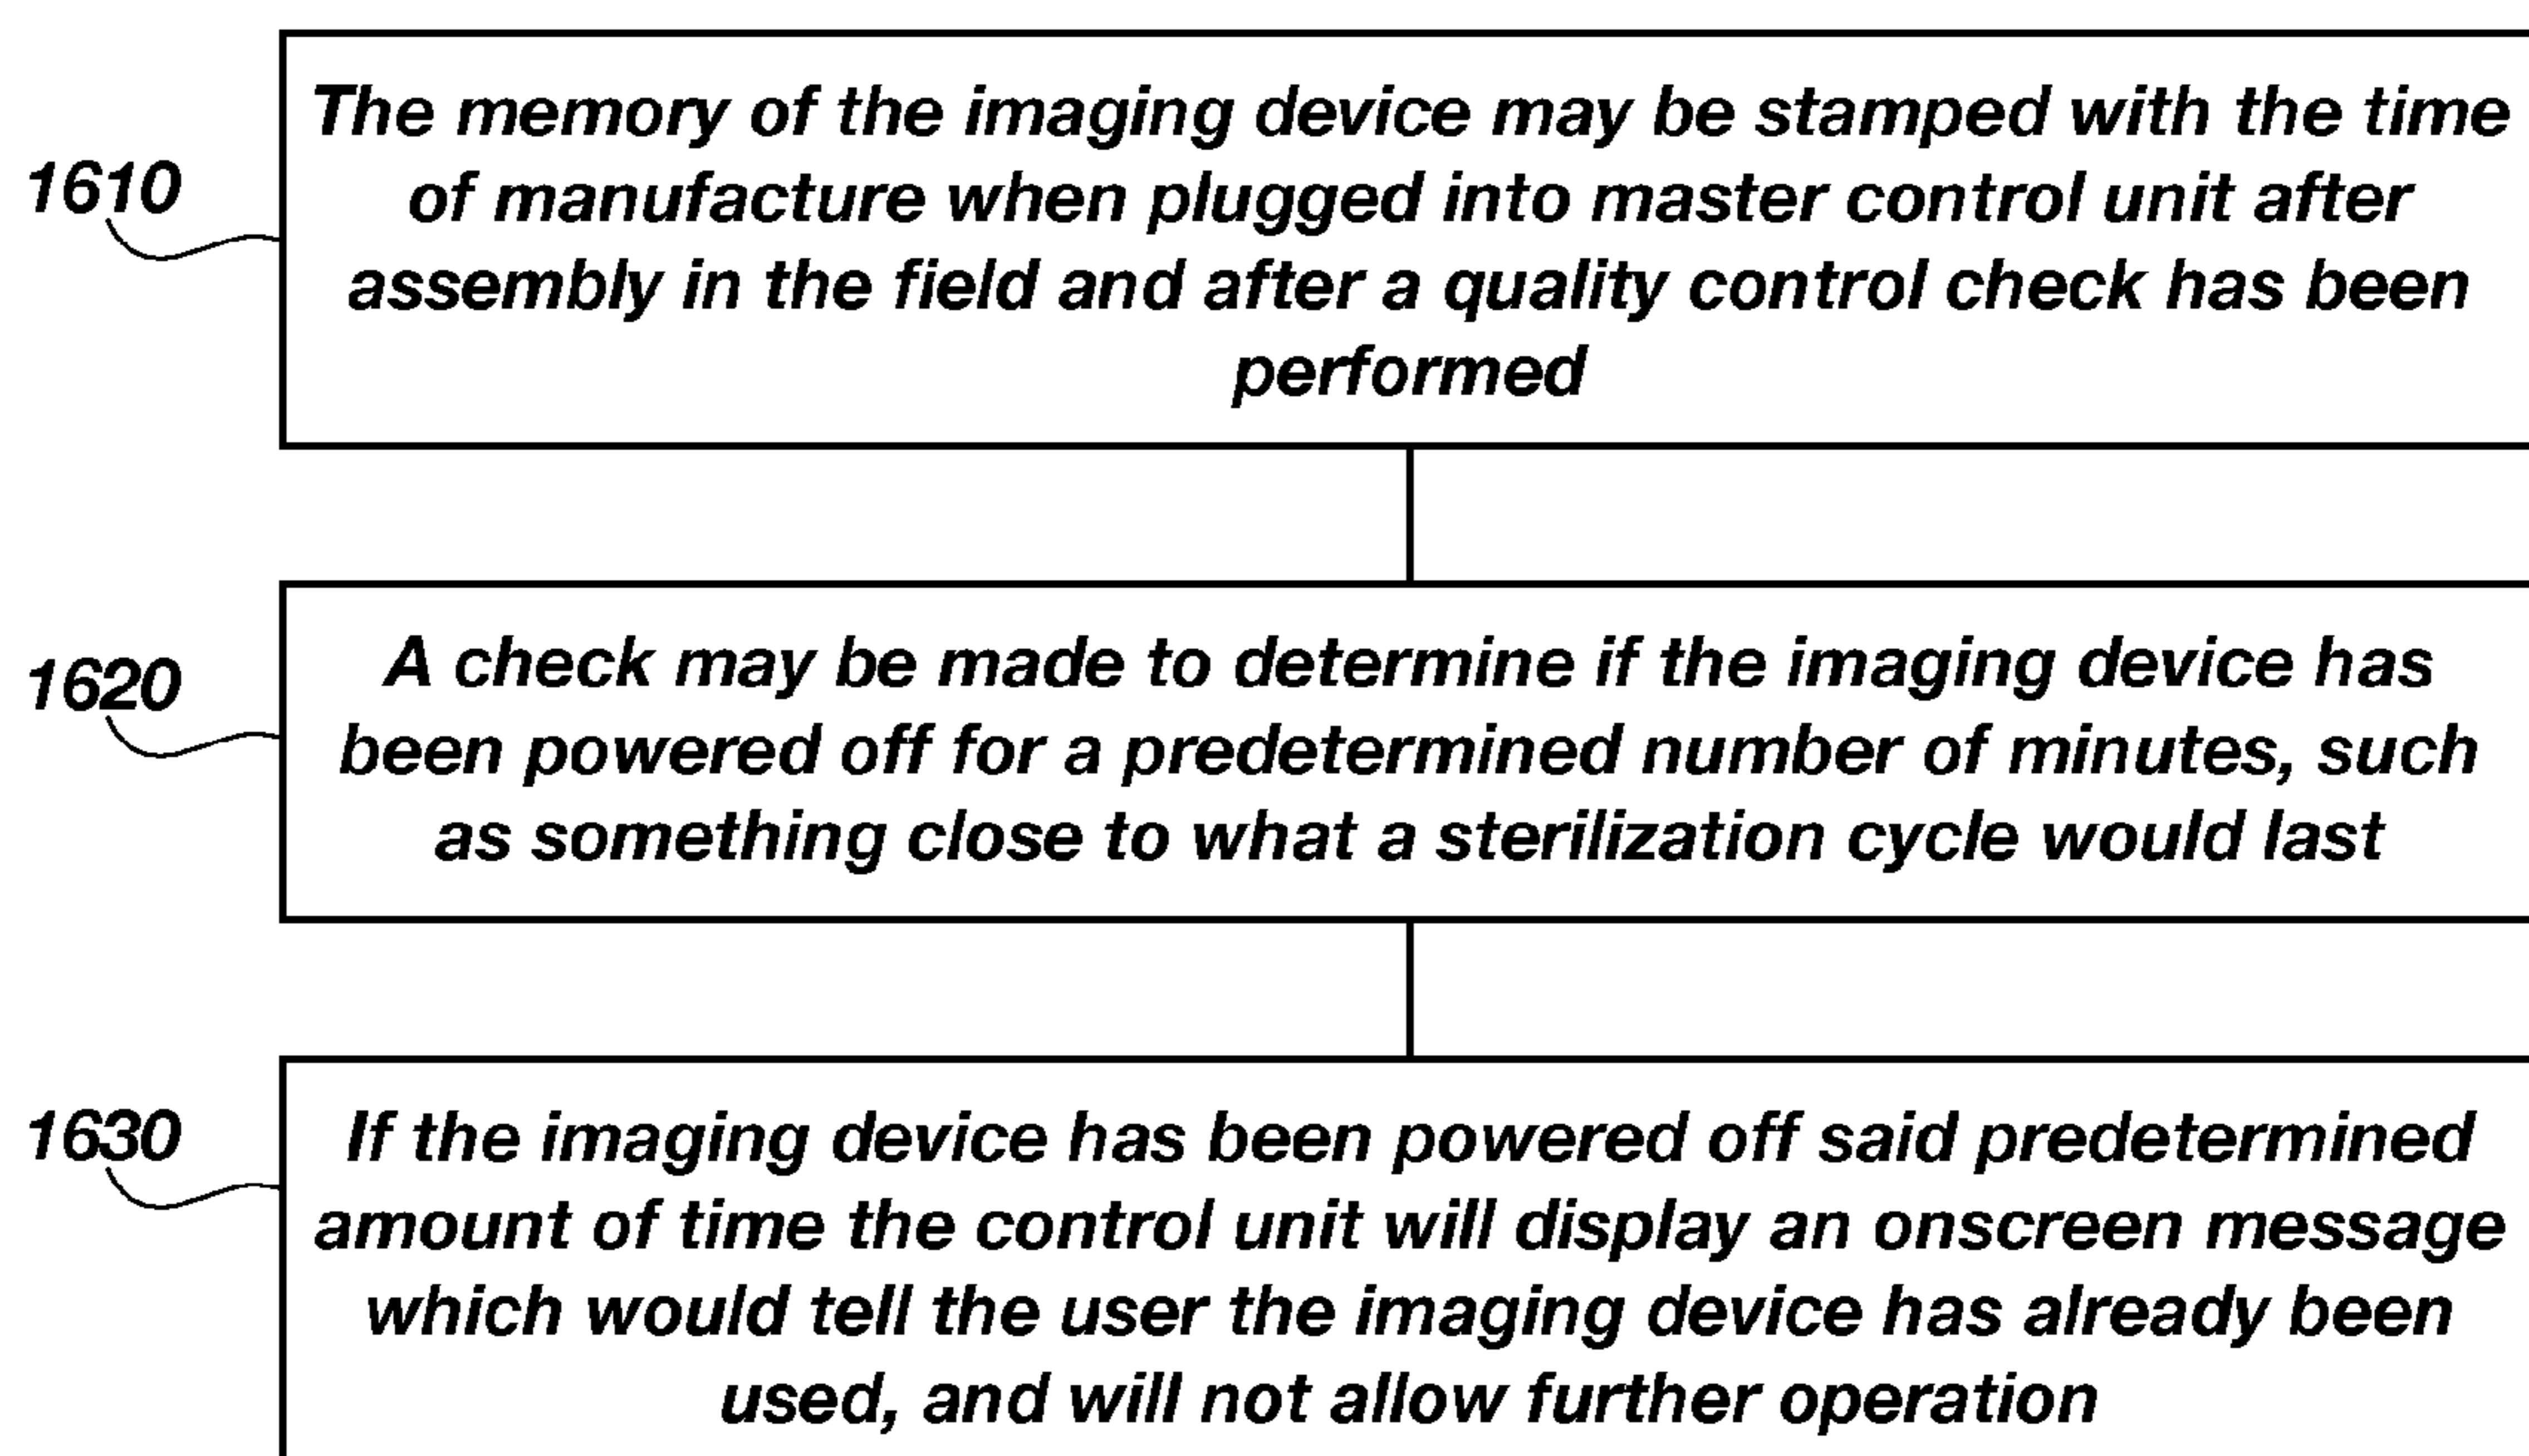 The memory of the imaging device may be stamped with the time
1610
of manufacture when plugged into master control unit after
assembly in the field and after a quality control check has been
performed
A check may be made to determine if the imaging device has
1620
been powered off for a predetermined number of minutes, such
as something close to what a sterilization cycle would last
1630
If the imaging device has been powered off said predetermined
amount of time the control unit will display an onscreen message
which would tell the user the imaging device has already been
used, and will not allow further operation